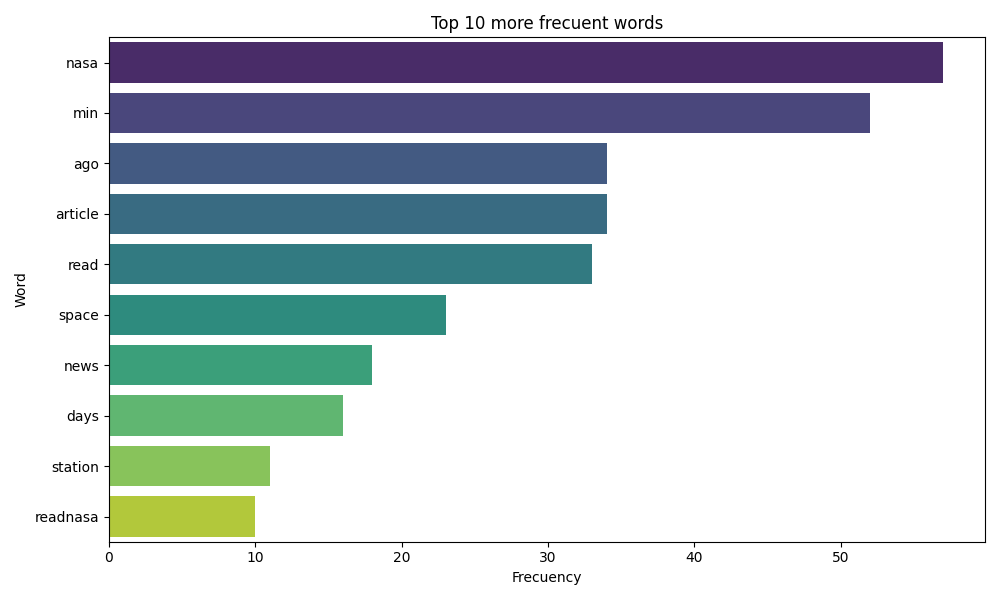 Top 10 more frecuent words
Word
nasa
min
ago
article
read
space
news
days
station
readnasa
0 10 20 30 40 50
Frecuency